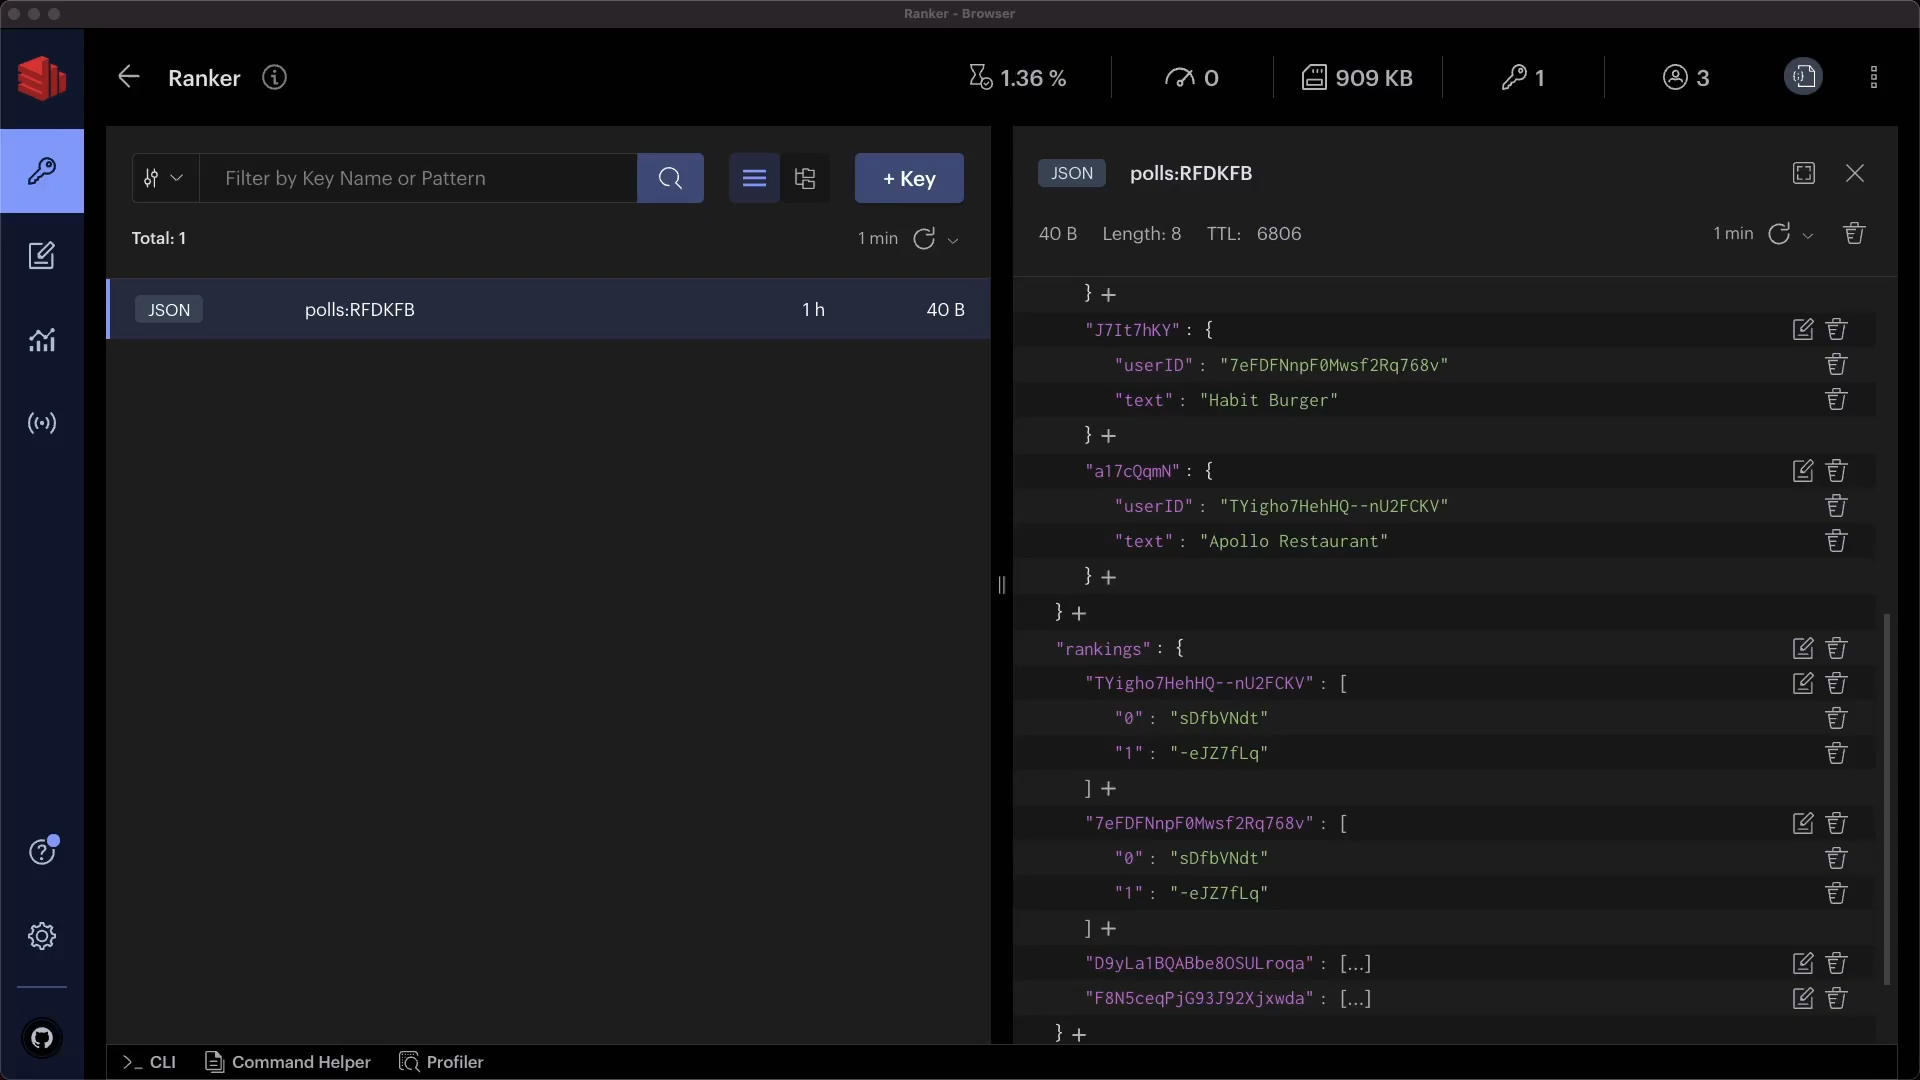 Ranker - Browser
Ranker
1.36 %
0
909 KB
1
3
Filter by Key Name or Pattern
+ Key
Total: 1
1 min
JSON polls:RFDKFB 1 h 40 B
JSON polls:RFDKFB
40 B Length: 8 TTL: 6806
1 min
} +
"J7It7hKY" : {
"userID" : "7eFDFNnpF0Mwsf2Rq768v"
"text" : "Habit Burger"
} +
"a17cQqmN" : {
"userID" : "TYigho7HehHQ--nU2FCKV"
"text" : "Apollo Restaurant"
} +
} +
"rankings" : {
"TYigho7HehHQ--nU2FCKV" : [
"0" : "sDfbVNdt"
"1" : "-eJZ7fLq"
] +
"7eFDFNnpF0Mwsf2Rq768v" : [
"0" : "sDfbVNdt"
"1" : "-eJZ7fLq"
] +
"D9yLa1BQABbe8OSULroqa" : [...]
"F8N5ceqPjG93J92Xjxwda" : [...]
} +
>_ CLI
Command Helper
Profiler